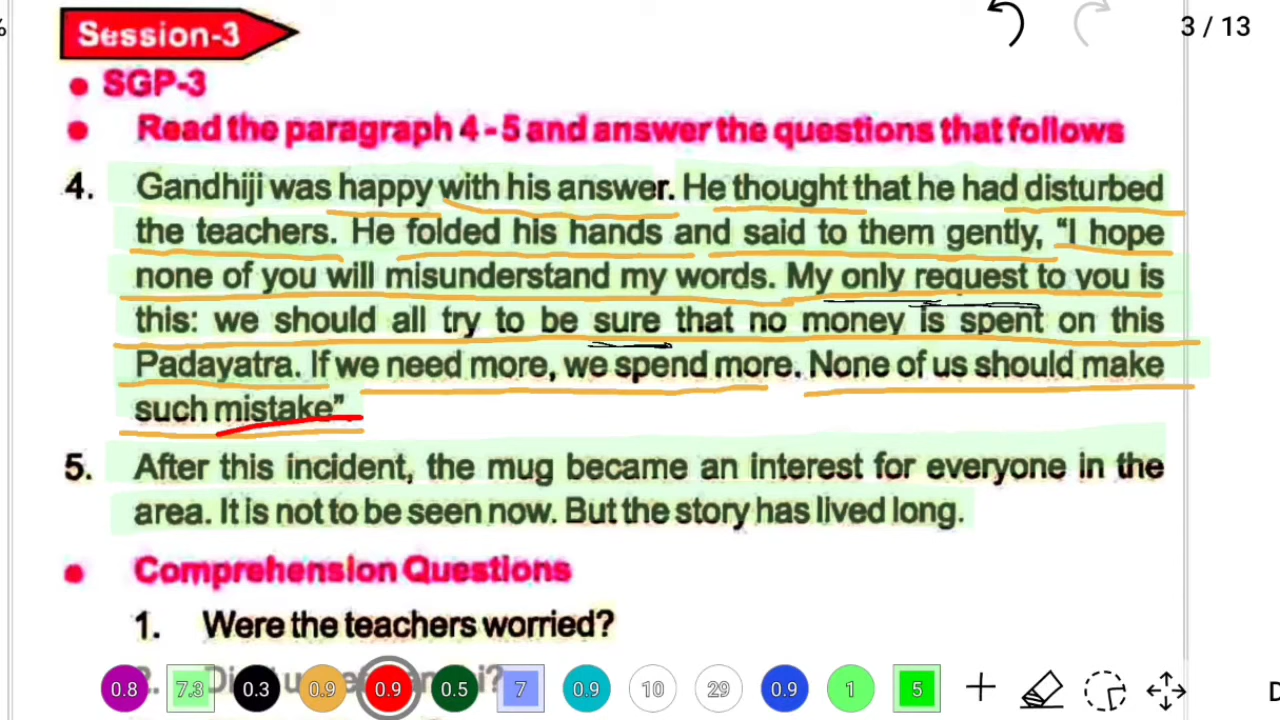 Session-3
3 / 13
%
• SGP-3
• Read the paragraph 4 - 5 and answer the questions that follows
4. Gandhiji was happy with his answer. He thought that he had disturbed
the teachers. He folded his hands and said to them gently, “I hope
none of you will misunderstand my words. My only request to you is
this: we should all try to be sure that no money is spent on this
Padayatra. If we need more, we spend more. None of us should make
such mistake”
5. After this incident, the mug became an interest for everyone in the
area. It is not to be seen now. But the story has lived long.
• Comprehension Questions
1. Were the teachers worried?
0.8 7.3 0.3 0.9 0.9 0.5 7 0.9 10 29 0.9 1 5